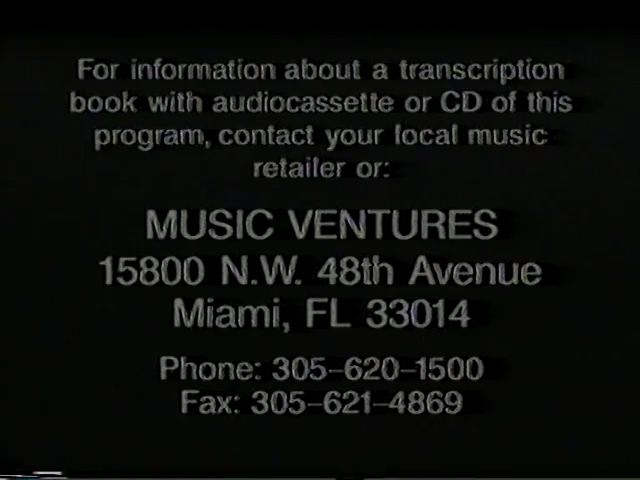 For information about a transcription
book with audiocassette or CD of this
program, contact your local music
retailer or:
MUSIC VENTURES
15800 N.W. 48th Avenue
Miami, FL 33014
Phone: 305-620-1500
Fax: 305-621-4869